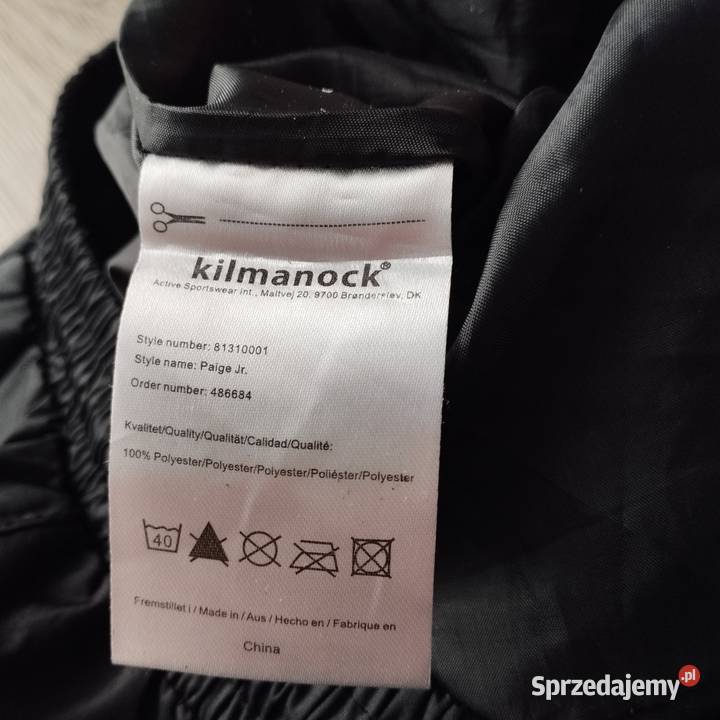 kilmanock®
Active Sportswear Int., Maltvej 20, 9700 Brønderslev, DK
Style number: 81310001
Style name: Paige Jr.
Order number: 486684
Kvalitet/Quality/Qualität/Calidad/Qualité:
100% Polyester/Polyester/Polyester/Poliéster/Polyester
40
Fremstillet i / Made in / Aus / Hecho en / Fabrique en
China
Sprzedajemy.pl